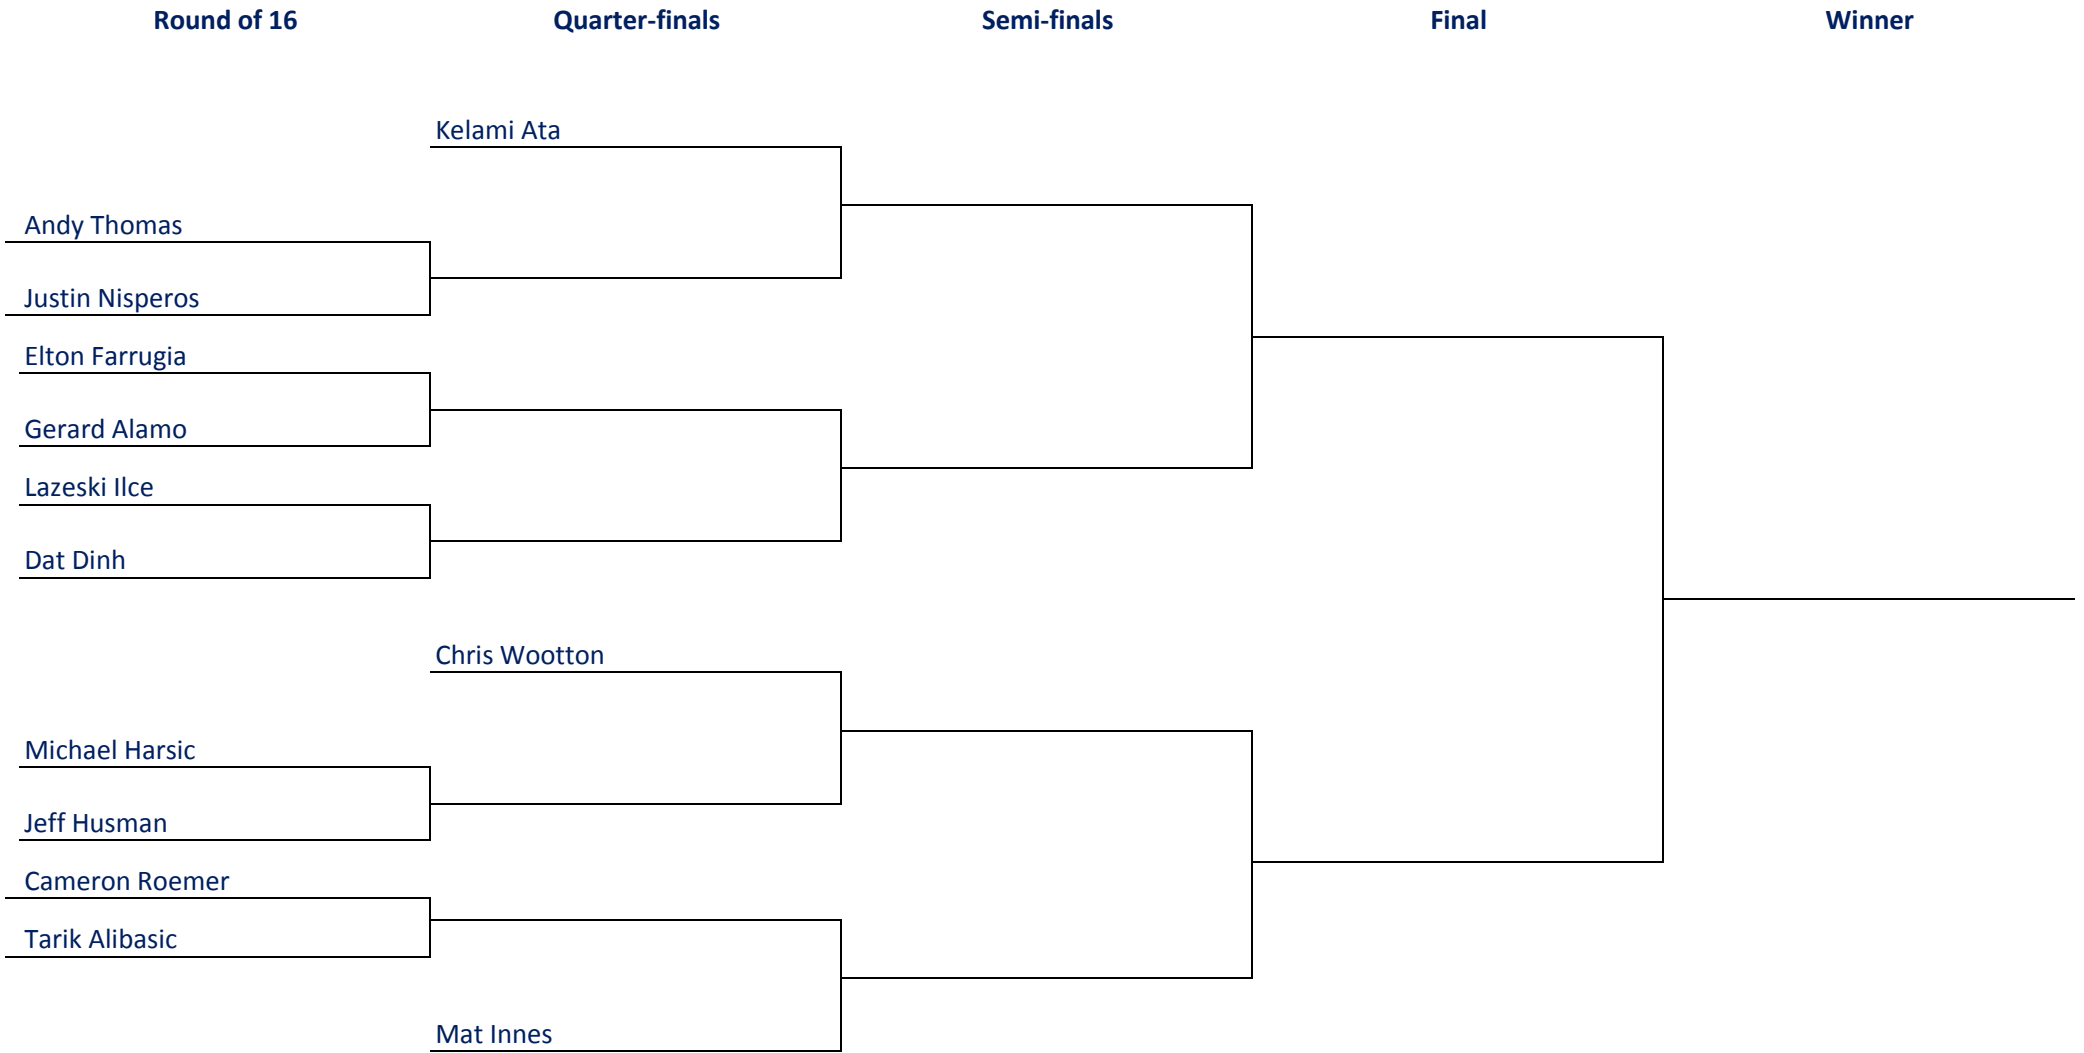 Round of 16 Quarter-finals Semi-finals Final Winner
Kelami Ata
Andy Thomas
Justin Nisperos
Elton Farrugia
Gerard Alamo
Lazeski Ilce
Dat Dinh
Chris Wootton
Michael Harsic
Jeff Husman
Cameron Roemer
Tarik Alibasic
Mat Innes